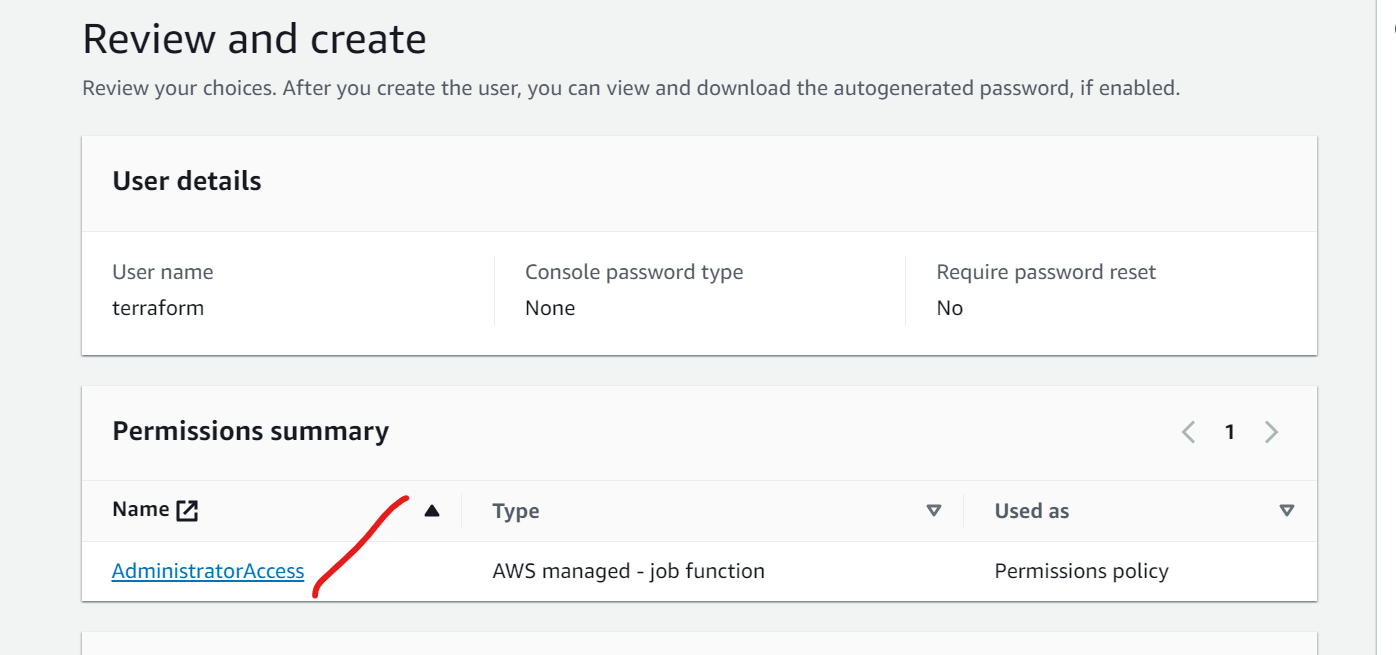 Review and create
Review your choices. After you create the user, you can view and download the autogenerated password, if enabled.
User details
User name Console password type Require password reset
terraform None No
Permissions summary 1
Name Type Used as
AdministratorAccess AWS managed - job function Permissions policy